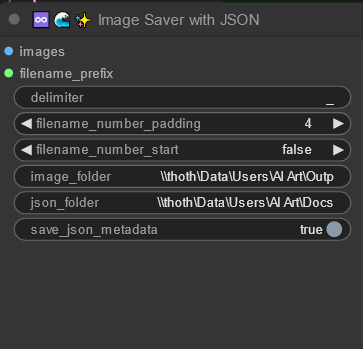 ♾️🌊✨ Image Saver with JSON
images
filename_prefix
delimiter _
filename_number_padding 4
filename_number_start false
image_folder \\thoth\Data\Users\AI Art\Outp
json_folder \\thoth\Data\Users\AI Art\Docs
save_json_metadata true